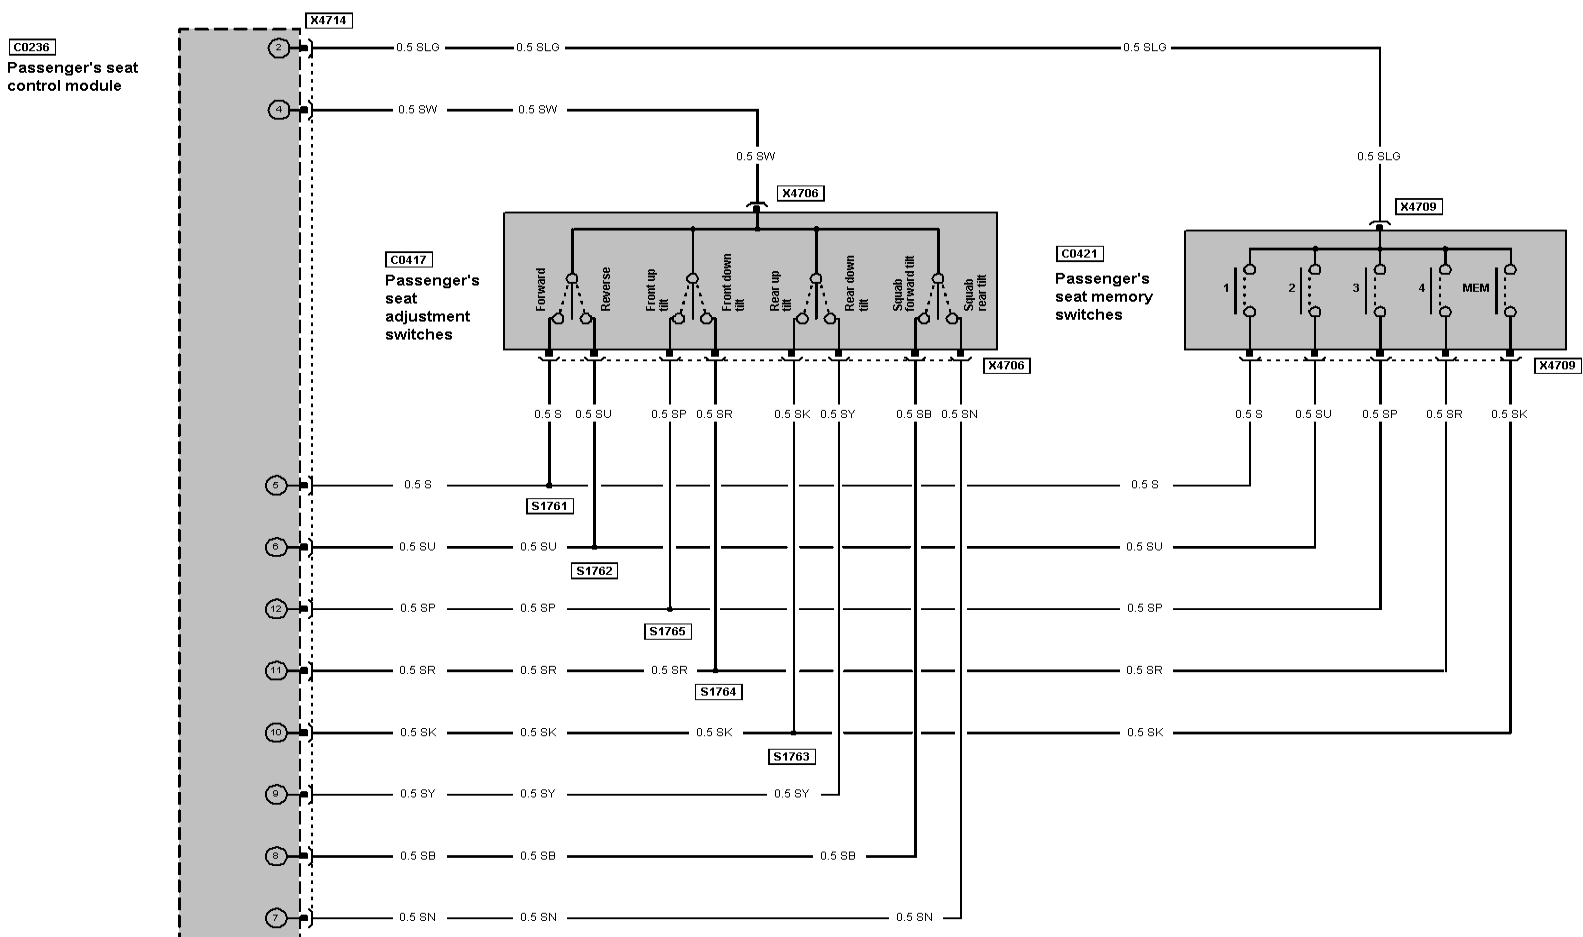 X4714
C0236
Passenger's seat
control module
2
0.5 SLG
0.5 SLG
0.5 SLG
4
0.5 SW
0.5 SW
0.5 SW
0.5 SLG
X4706
X4709
C0417
Passenger's
seat
adjustment
switches
Forward
Reverse
Front up
tilt
Front down
tilt
Rear up
tilt
Rear down
tilt
Squab
forward tilt
Squab
rear tilt
C0421
Passenger's
seat memory
switches
1
2
3
4
MEM
X4706
X4709
0.5 S
0.5 SU
0.5 SP
0.5 SR
0.5 SK
0.5 SY
0.5 SB
0.5 SN
0.5 S
0.5 SU
0.5 SP
0.5 SR
0.5 SK
5
0.5 S
0.5 S
S1761
6
0.5 SU
0.5 SU
0.5 SU
S1762
12
0.5 SP
0.5 SP
0.5 SP
S1765
11
0.5 SR
0.5 SR
0.5 SR
0.5 SR
S1764
10
0.5 SK
0.5 SK
0.5 SK
0.5 SK
S1763
9
0.5 SY
0.5 SY
0.5 SY
8
0.5 SB
0.5 SB
0.5 SB
7
0.5 SN
0.5 SN
0.5 SN